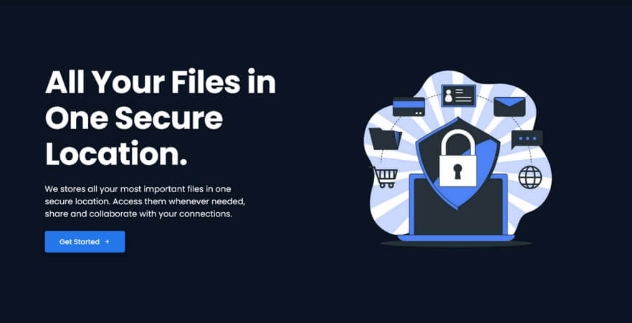 All Your Files in
One Secure
Location.
We stores all your most important files in one
secure location. Access them whenever needed,
share and collaborate with your connections.
Get Started →